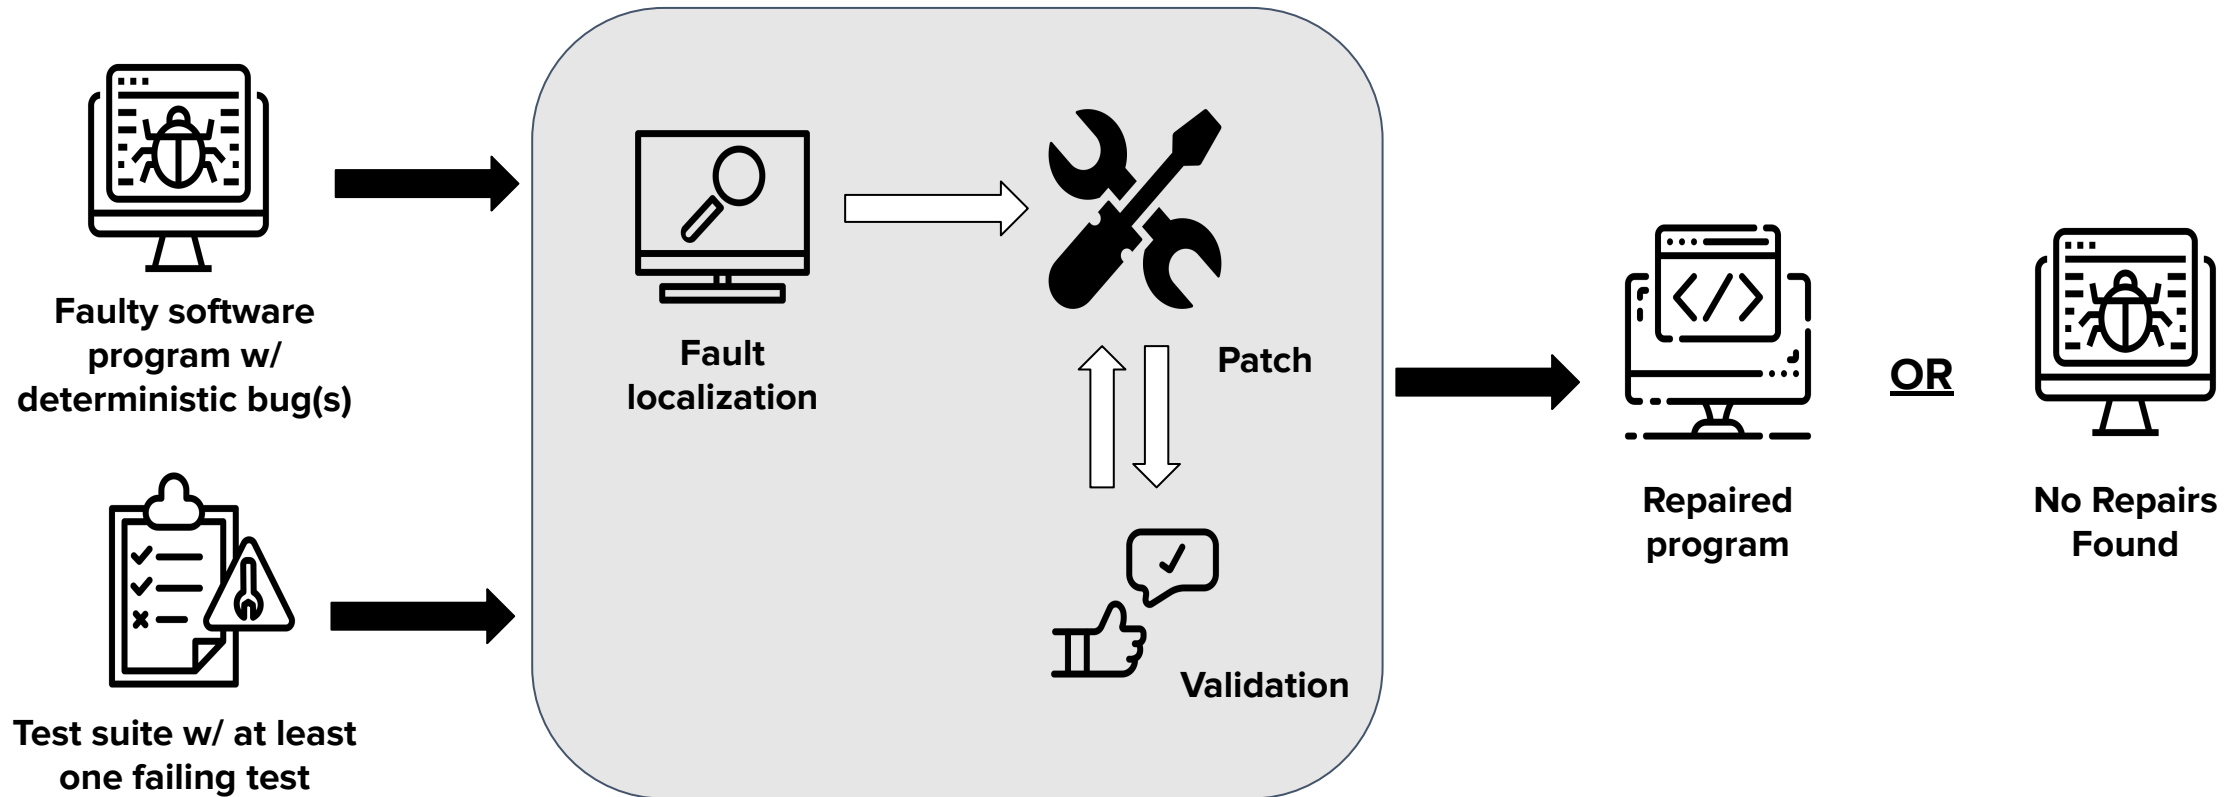 Faulty software
program w/
deterministic bug(s)
Test suite w/ at least
one failing test
Fault
localization
Patch
Validation
Repaired
program
OR
No Repairs
Found